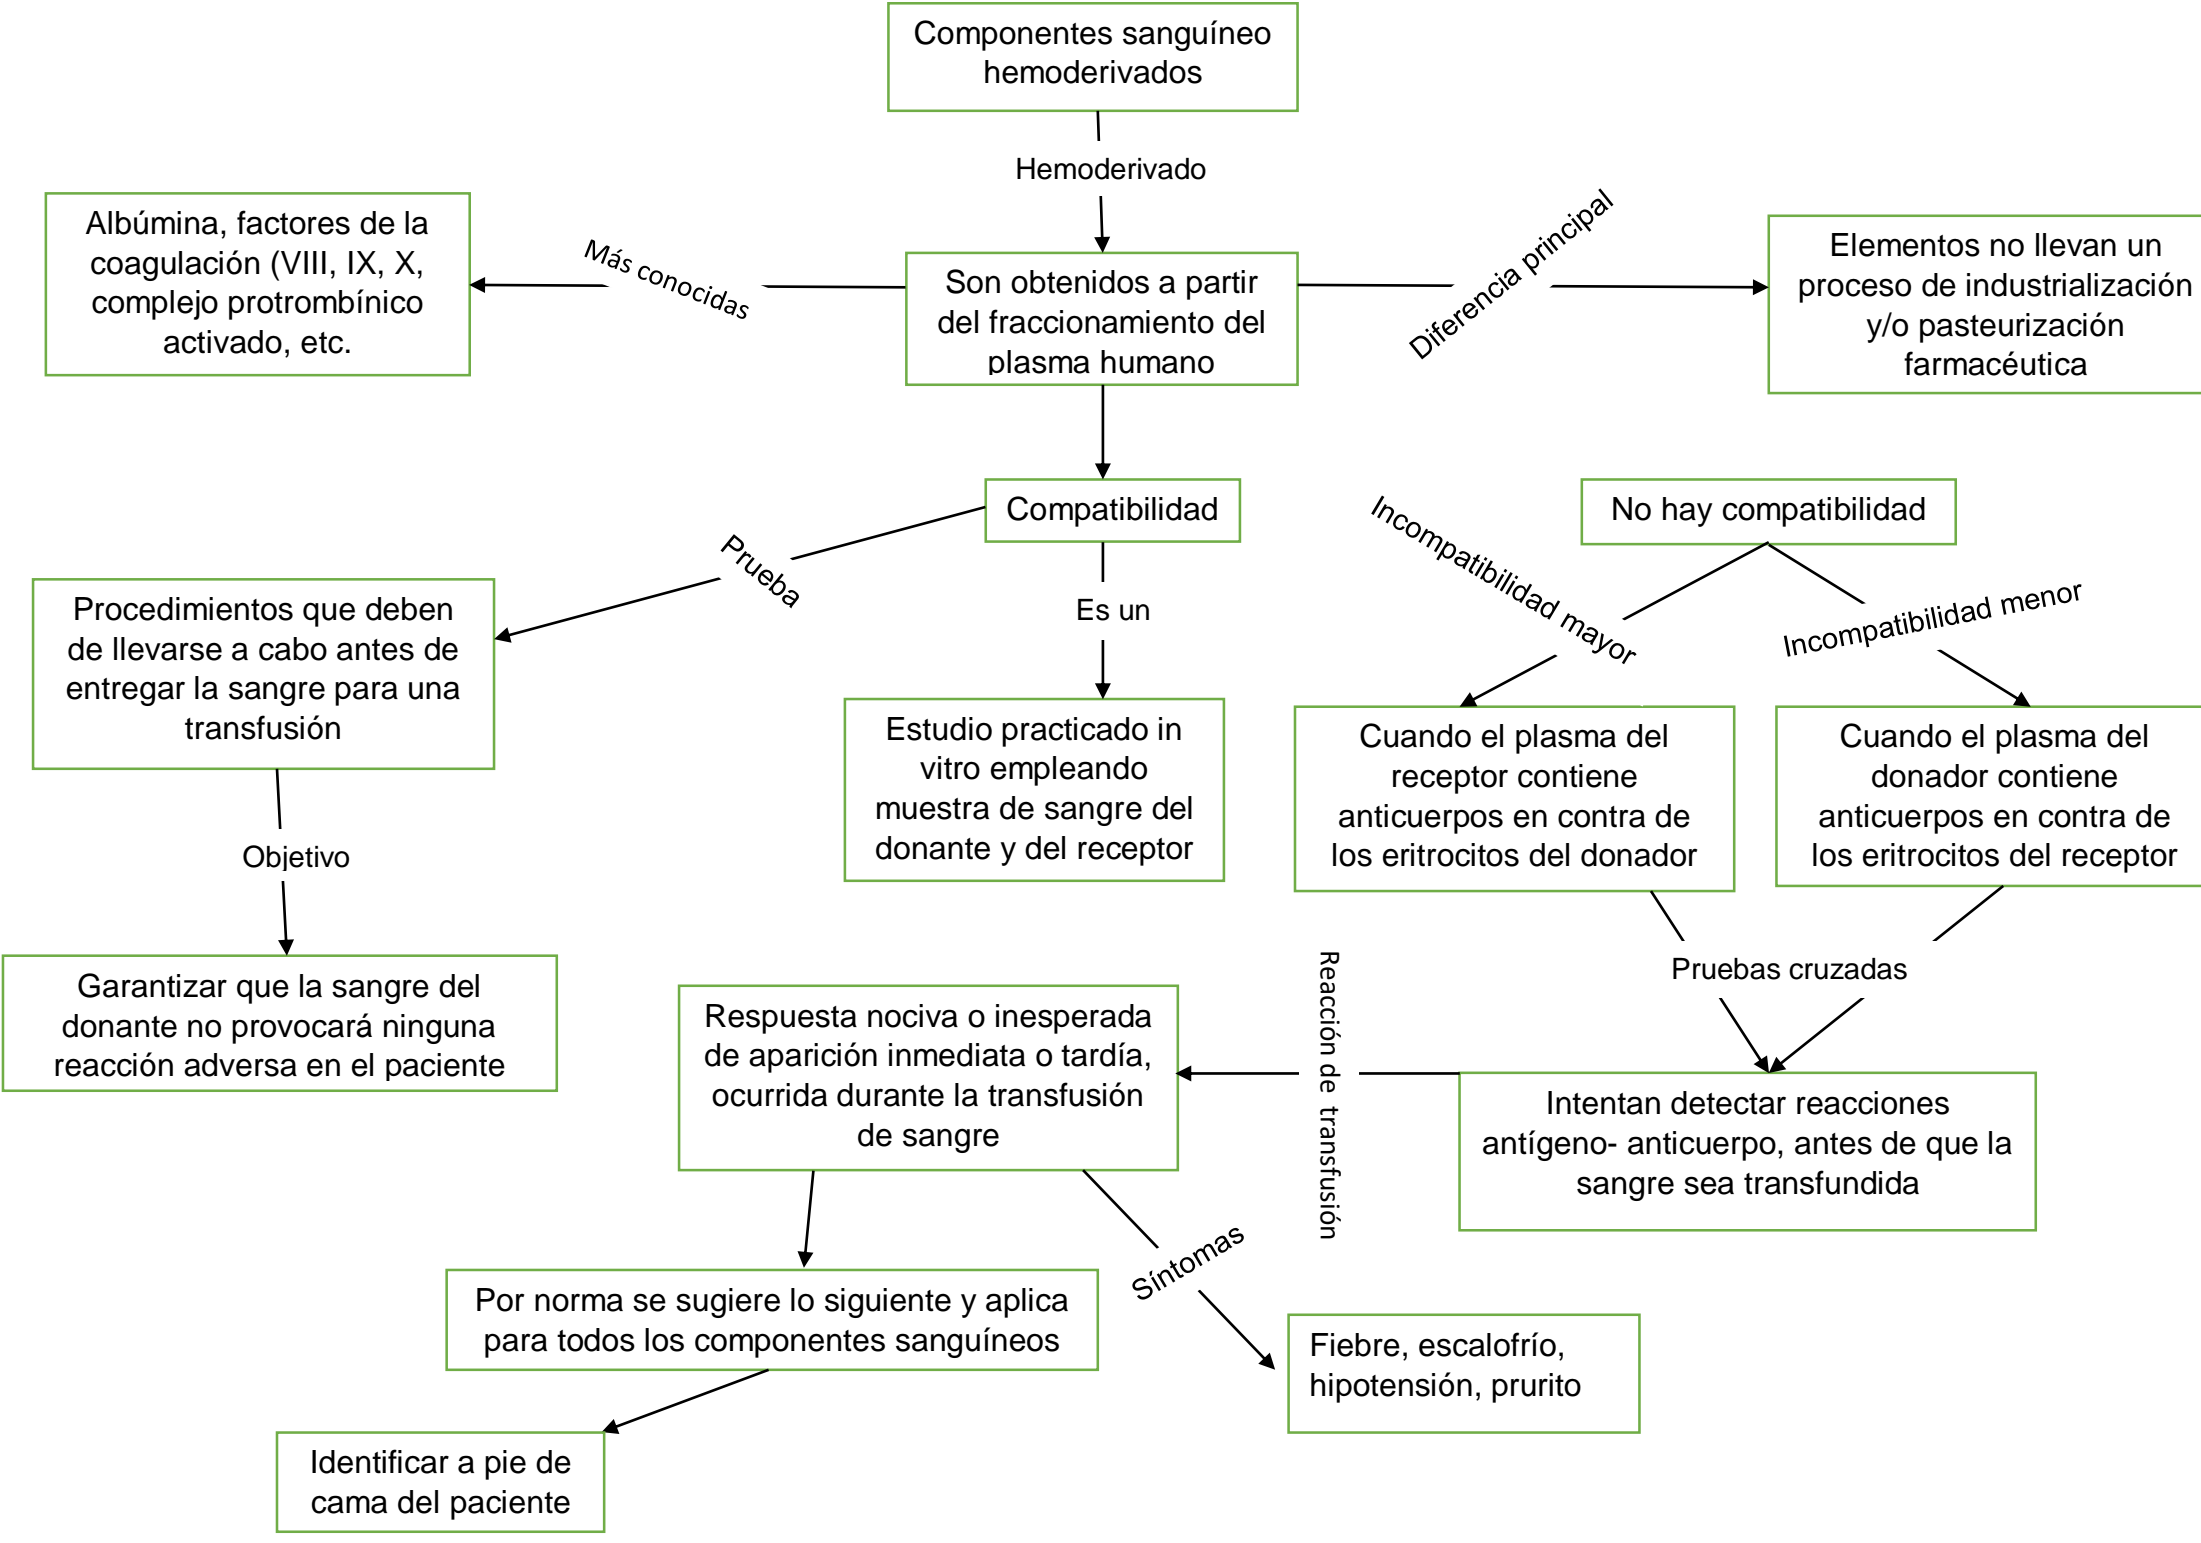 Componentes sanguíneo
hemoderivados
Hemoderivado
Albúmina, factores de la
coagulación (VIII, IX, X,
complejo protrombínico
activado, etc.
Más conocidas
Son obtenidos a partir
del fraccionamiento del
plasma humano
Diferencia principal
Elementos no llevan un
proceso de industrialización
y/o pasteurización
farmacéutica
Compatibilidad
No hay compatibilidad
Prueba
Es un
Incompatibilidad mayor
Incompatibilidad menor
Procedimientos que deben
de llevarse a cabo antes de
entregar la sangre para una
transfusión
Estudio practicado in
vitro empleando
muestra de sangre del
donante y del receptor
Cuando el plasma del
receptor contiene
anticuerpos en contra de
los eritrocitos del donador
Cuando el plasma del
donador contiene
anticuerpos en contra de
los eritrocitos del receptor
Objetivo
Pruebas cruzadas
Garantizar que la sangre del
donante no provocará ninguna
reacción adversa en el paciente
Respuesta nociva o inesperada
de aparición inmediata o tardía,
ocurrida durante la transfusión
de sangre
Reacción de transfusión
Intentan detectar reacciones
antígeno- anticuerpo, antes de que la
sangre sea transfundida
Síntomas
Por norma se sugiere lo siguiente y aplica
para todos los componentes sanguíneos
Fiebre, escalofrío,
hipotensión, prurito
Identificar a pie de
cama del paciente